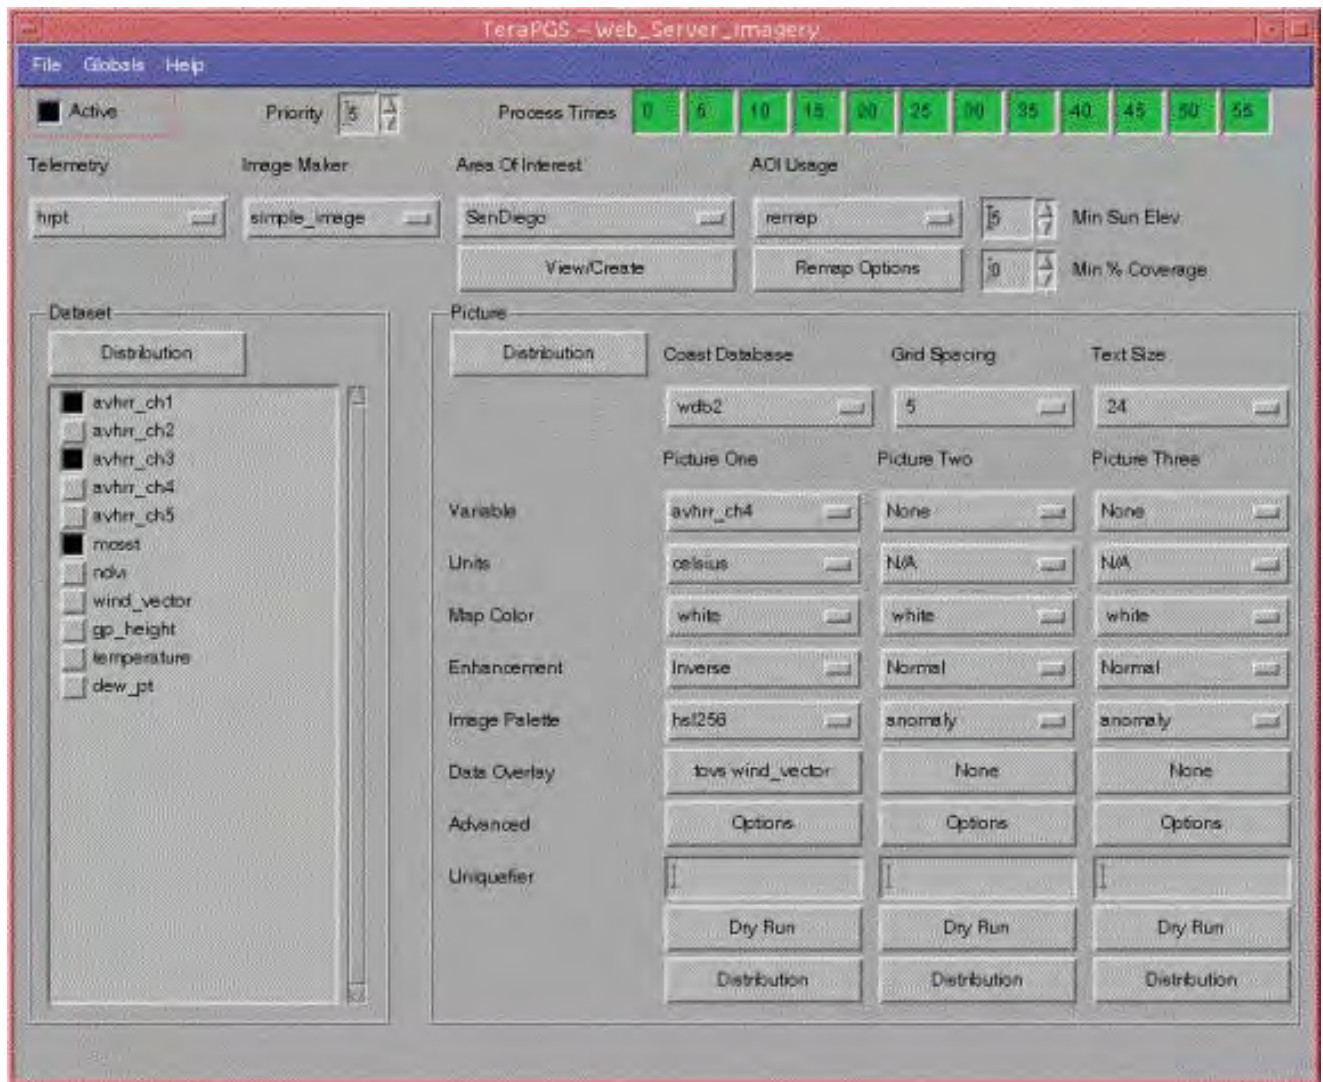 TeraPGS - Web_Server_Imagery
File Globals Help
Active Priority 5 Process Times 0 5 10 15 20 25 30 35 40 45 50 55
Telemetry Image Maker Area Of Interest AOI Usage
hrpt simple_image SanDiego remap 5 Min Sun Elev
View/Create Remap Options 0 Min % Coverage
Dataset Picture
Distribution Distribution Coast Database Grid Spacing Text Size
avhrr_ch1
avhrr_ch2
avhrr_ch3
avhrr_ch4
avhrr_ch5
mcsst
ndvi
wind_vector
gp_height
temperature
dew_pt
wdb2 5 24
Picture One Picture Two Picture Three
Variable avhrr_ch4 None None
Units celsius N/A N/A
Map Color white white white
Enhancement Inverse Normal Normal
Image Palette hsl256 anomaly anomaly
Data Overlay tovs wind_vector None None
Advanced Options Options Options
Uniquefier
Dry Run Dry Run Dry Run
Distribution Distribution Distribution